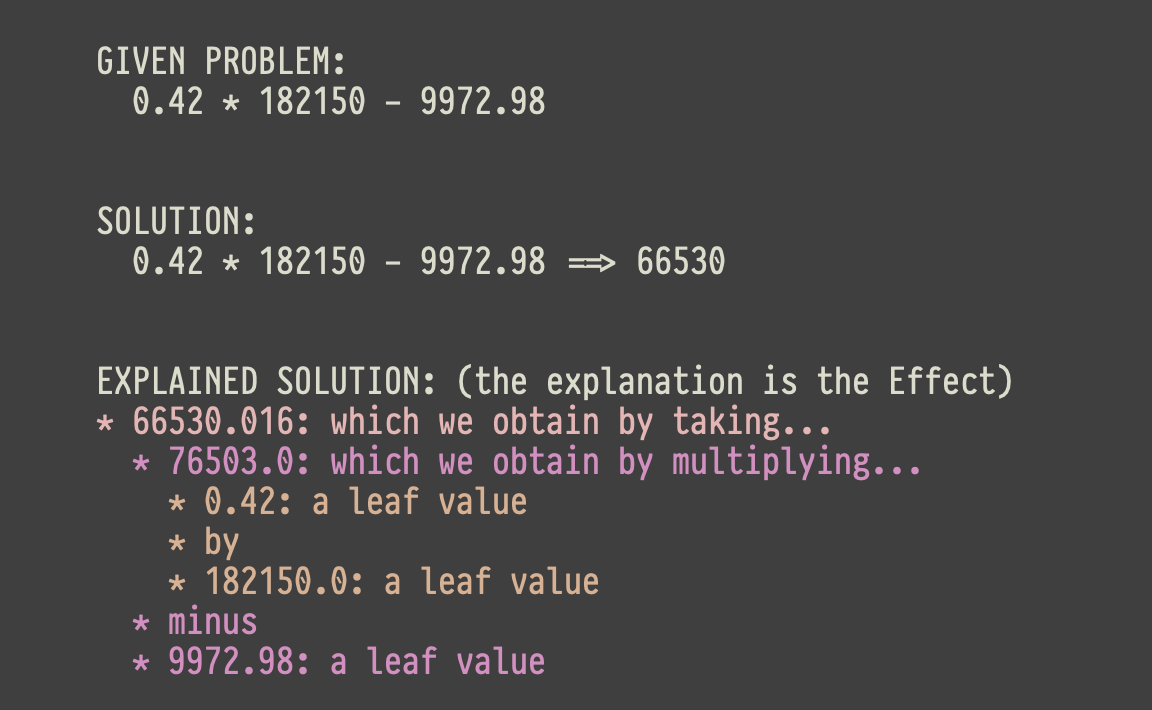 GIVEN PROBLEM:
0.42 * 182150 - 9972.98
SOLUTION:
0.42 * 182150 - 9972.98 ==> 66530
EXPLAINED SOLUTION: (the explanation is the Effect)
* 66530.016: which we obtain by taking...
* 76503.0: which we obtain by multiplying...
* 0.42: a leaf value
* by
* 182150.0: a leaf value
* minus
* 9972.98: a leaf value